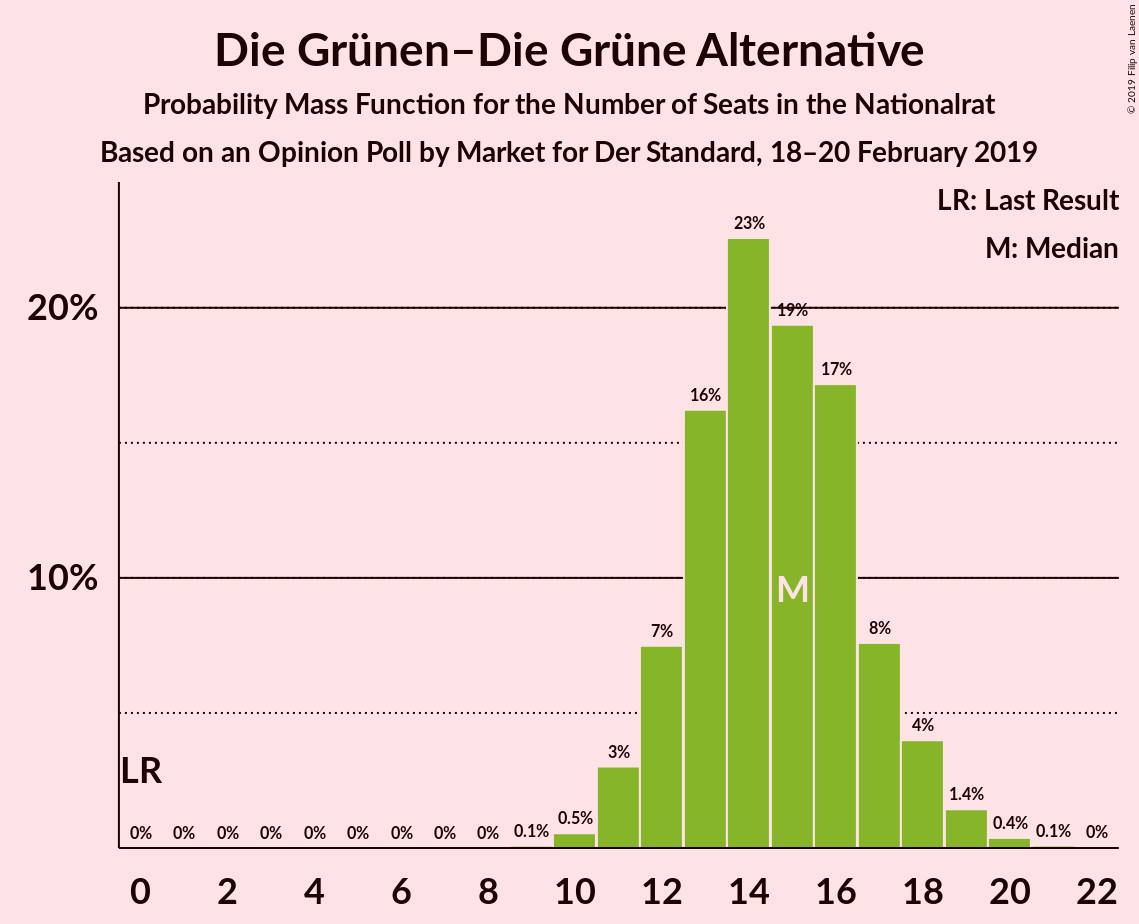 Die Grünen–Die Grüne Alternative
Probability Mass Function for the Number of Seats in the Nationalrat
Based on an Opinion Poll by Market for Der Standard, 18–20 February 2019
© 2019 Filip van Laenen
LR: Last Result
M: Median
20%
10%
23%
19%
17%
16%
M
8%
7%
4%
3%
LR
1.4%
0% 0% 0% 0% 0% 0% 0% 0% 0% 0.1% 0.5% 0.4% 0.1% 0%
0 2 4 6 8 10 12 14 16 18 20 22